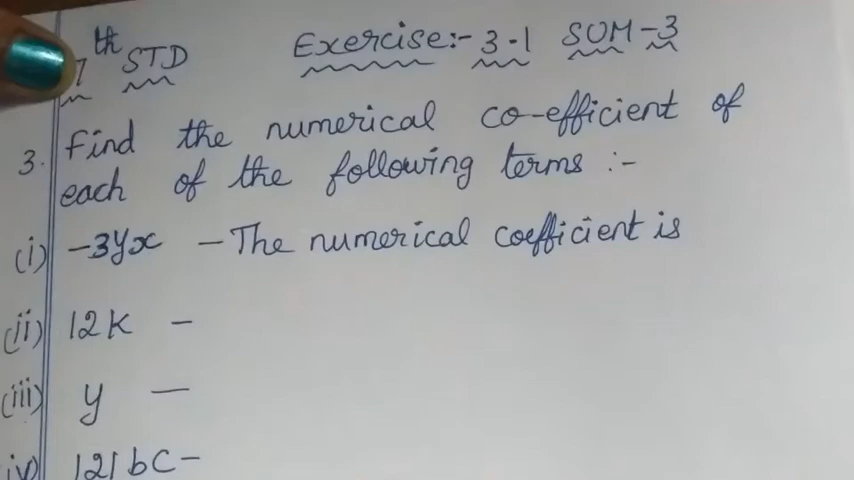 7th STD Exercise:- 3.1 SUM-3
3. Find the numerical co-efficient of
each of the following terms :-
(i) -3yx - The numerical coefficient is
(ii) 12k -
(iii) y -
(iv) 121bc -